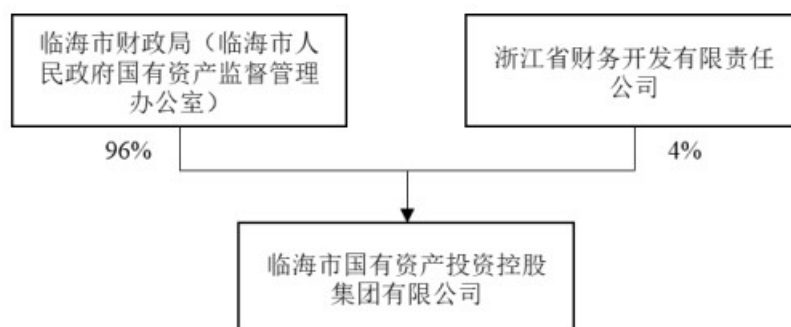 临海市财政局（临海市人
民政府国有资产监督管理
办公室）
浙江省财务开发有限责任
公司
96%
4%
临海市国有资产投资控股
集团有限公司